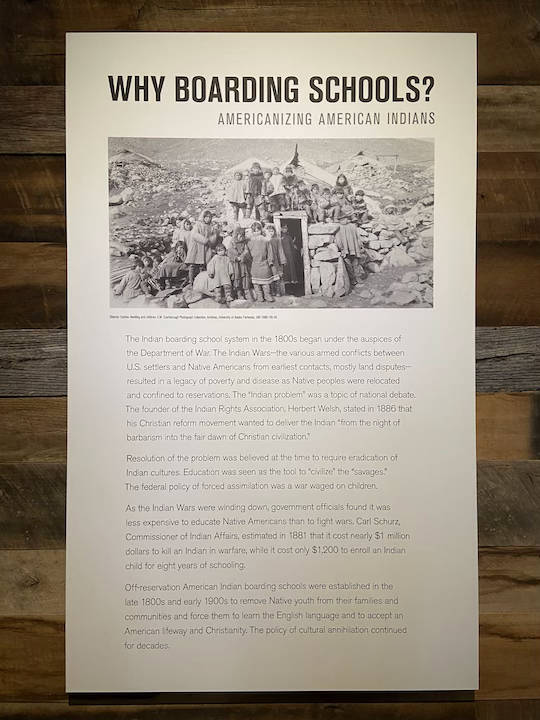 WHY BOARDING SCHOOLS?
AMERICANIZING AMERICAN INDIANS
The Indian boarding school system in the 1800s began under the auspices of
the Department of War. The Indian Wars—the various armed conflicts between
U.S. settlers and Native Americans from earliest contacts, mostly land disputes—
resulted in a legacy of poverty and disease as Native peoples were relocated
and confined to reservations. The “Indian problem” was a topic of national debate.
The founder of the Indian Rights Association, Herbert Welsh, stated in 1886 that
his Christian reform movement wanted to deliver the Indian “from the night of
barbarism into the fair dawn of Christian civilization.”
Resolution of the problem was believed at the time to require eradication of
Indian cultures. Education was seen as the tool to “civilize” the “savages.”
The federal policy of forced assimilation was a war waged on children.
As the Indian Wars were winding down, government officials found it was
less expensive to educate Native Americans than to fight wars. Carl Schurz,
Commissioner of Indian Affairs, estimated in 1881 that it cost nearly $1 million
dollars to kill an Indian in warfare, while it cost only $1,200 to enroll an Indian
child for eight years of schooling.
Off-reservation American Indian boarding schools were established in the
late 1800s and early 1900s to remove Native youth from their families and
communities and force them to learn the English language and to accept an
American lifeway and Christianity. The policy of cultural annihilation continued
for decades.